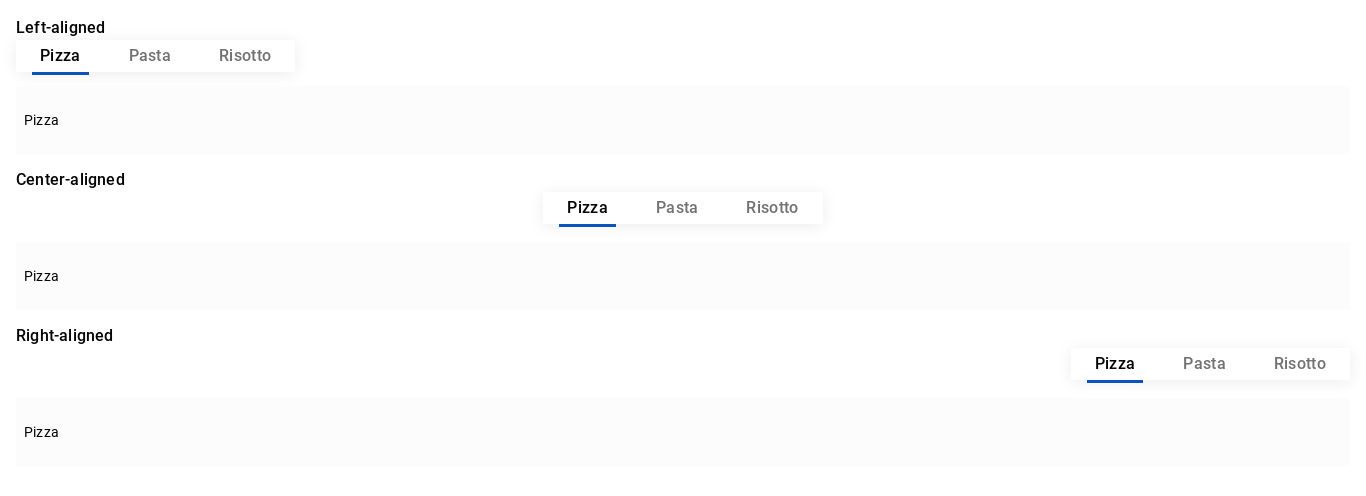 Left-aligned
Pizza Pasta Risotto
Pizza
Center-aligned
Pizza Pasta Risotto
Pizza
Right-aligned
Pizza Pasta Risotto
Pizza